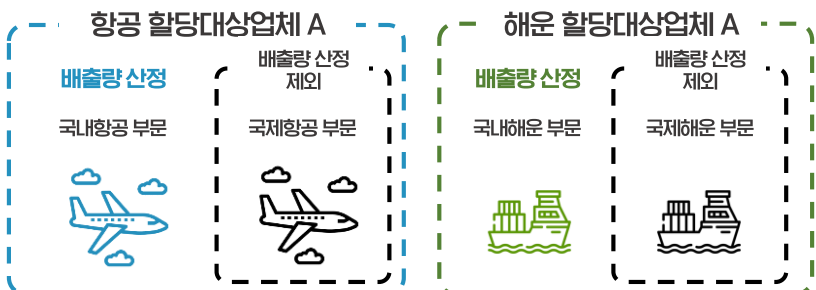 항공 할당대상업체 A
배출량 산정
배출량 산정
제외
국내항공 부문
국제항공 부문
해운 할당대상업체 A
배출량 산정
배출량 산정
제외
국내해운 부문
국제해운 부문